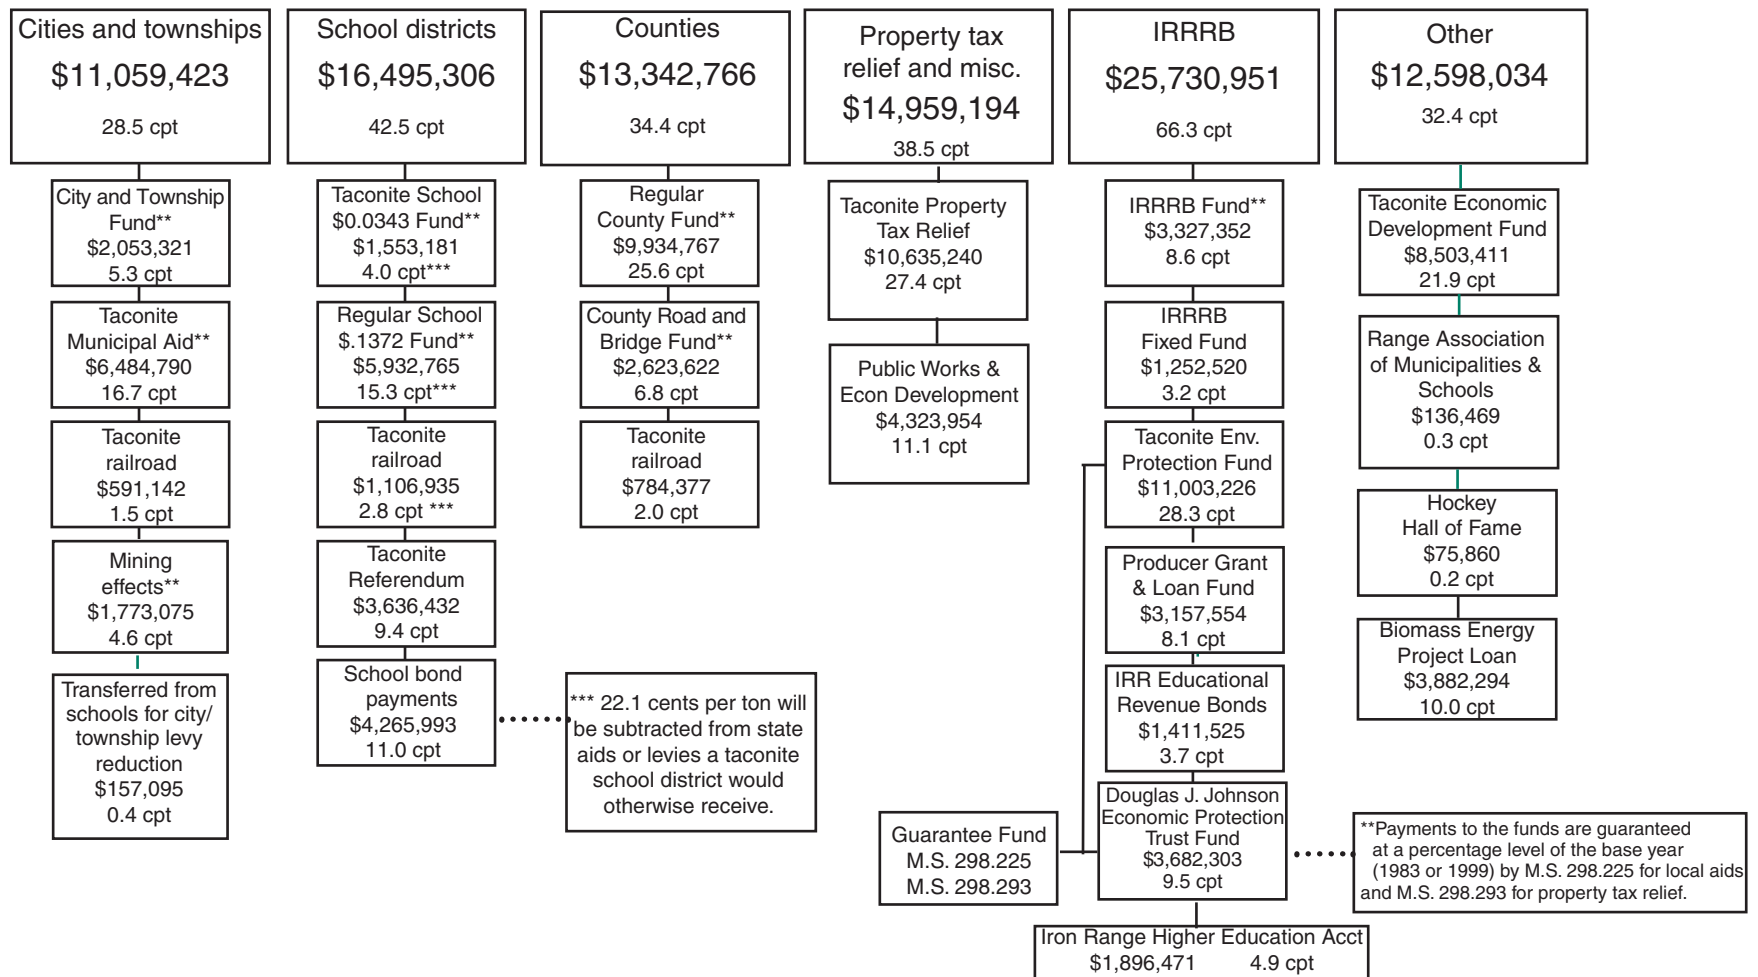 Cities and townships
$11,059,423
28.5 cpt
City and Township
Fund**
$2,053,321
5.3 cpt
Taconite
Municipal Aid**
$6,484,790
16.7 cpt
Taconite
railroad
$591,142
1.5 cpt
Mining
effects**
$1,773,075
4.6 cpt
Transferred from
schools for city/
township levy
reduction
$157,095
0.4 cpt
School districts
$16,495,306
42.5 cpt
Taconite School
$0.0343 Fund**
$1,553,181
4.0 cpt***
Regular School
$.1372 Fund**
$5,932,765
15.3 cpt***
Taconite
railroad
$1,106,935
2.8 cpt ***
Taconite
Referendum
$3,636,432
9.4 cpt
School bond
payments
$4,265,993
11.0 cpt
*** 22.1 cents per ton will
be subtracted from state
aids or levies a taconite
school district would
otherwise receive.
Counties
$13,342,766
34.4 cpt
Regular
County Fund**
$9,934,767
25.6 cpt
County Road and
Bridge Fund**
$2,623,622
6.8 cpt
Taconite
railroad
$784,377
2.0 cpt
Property tax
relief and misc.
$14,959,194
38.5 cpt
Taconite Property
Tax Relief
$10,635,240
27.4 cpt
Public Works &
Econ Development
$4,323,954
11.1 cpt
IRRRB
$25,730,951
66.3 cpt
IRRRB Fund**
$3,327,352
8.6 cpt
IRRRB
Fixed Fund
$1,252,520
3.2 cpt
Taconite Env.
Protection Fund
$11,003,226
28.3 cpt
Producer Grant
& Loan Fund
$3,157,554
8.1 cpt
IRR Educational
Revenue Bonds
$1,411,525
3.7 cpt
Douglas J. Johnson
Economic Protection
Trust Fund
$3,682,303
9.5 cpt
Guarantee Fund
M.S. 298.225
M.S. 298.293
Iron Range Higher Education Acct
$1,896,471 4.9 cpt
Other
$12,598,034
32.4 cpt
Taconite Economic
Development Fund
$8,503,411
21.9 cpt
Range Association
of Municipalities &
Schools
$136,469
0.3 cpt
Hockey
Hall of Fame
$75,860
0.2 cpt
Biomass Energy
Project Loan
$3,882,294
10.0 cpt
**Payments to the funds are guaranteed
at a percentage level of the base year
(1983 or 1999) by M.S. 298.225 for local aids
and M.S. 298.293 for property tax relief.